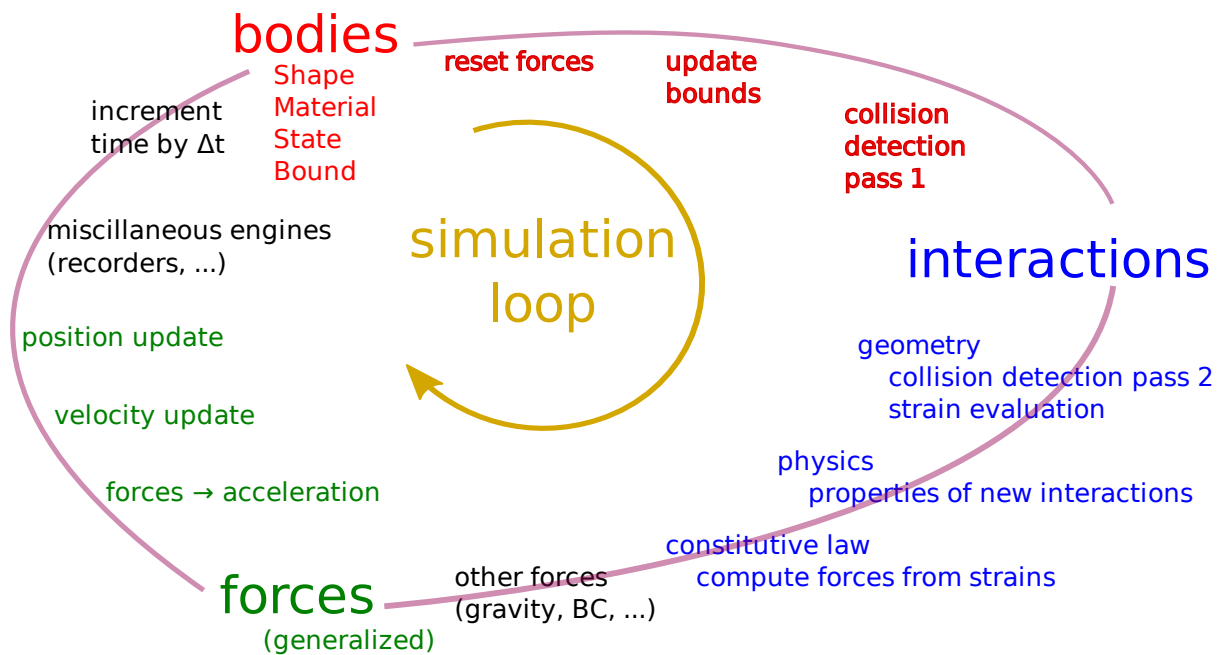 bodies
Shape
Material
State
Bound
reset forces
update
bounds
collision
detection
pass 1
interactions
geometry
collision detection pass 2
strain evaluation
physics
properties of new interactions
constitutive law
compute forces from strains
other forces
(gravity, BC, ...)
forces
(generalized)
forces → acceleration
velocity update
position update
miscillaneous engines
(recorders, ...)
increment
time by Δt
simulation
loop